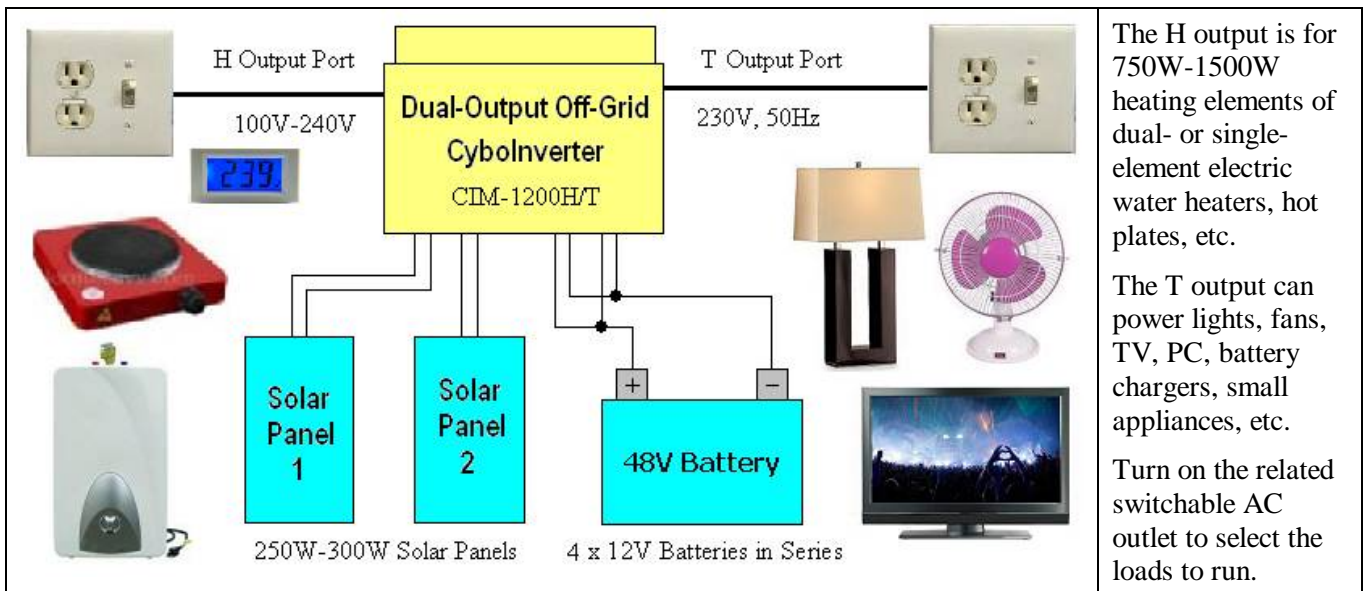 H Output Port
100V-240V
239.
Dual-Output Off-Grid
CyboInverter
CIM-1200H/T
T Output Port
230V, 50Hz
Solar
Panel
1
Solar
Panel
2
250W-300W Solar Panels
+
−
48V Battery
4 x 12V Batteries in Series
The H output is for
750W-1500W
heating elements of
dual- or single-
element electric
water heaters, hot
plates, etc.
The T output can
power lights, fans,
TV, PC, battery
chargers, small
appliances, etc.
Turn on the related
switchable AC
outlet to select the
loads to run.